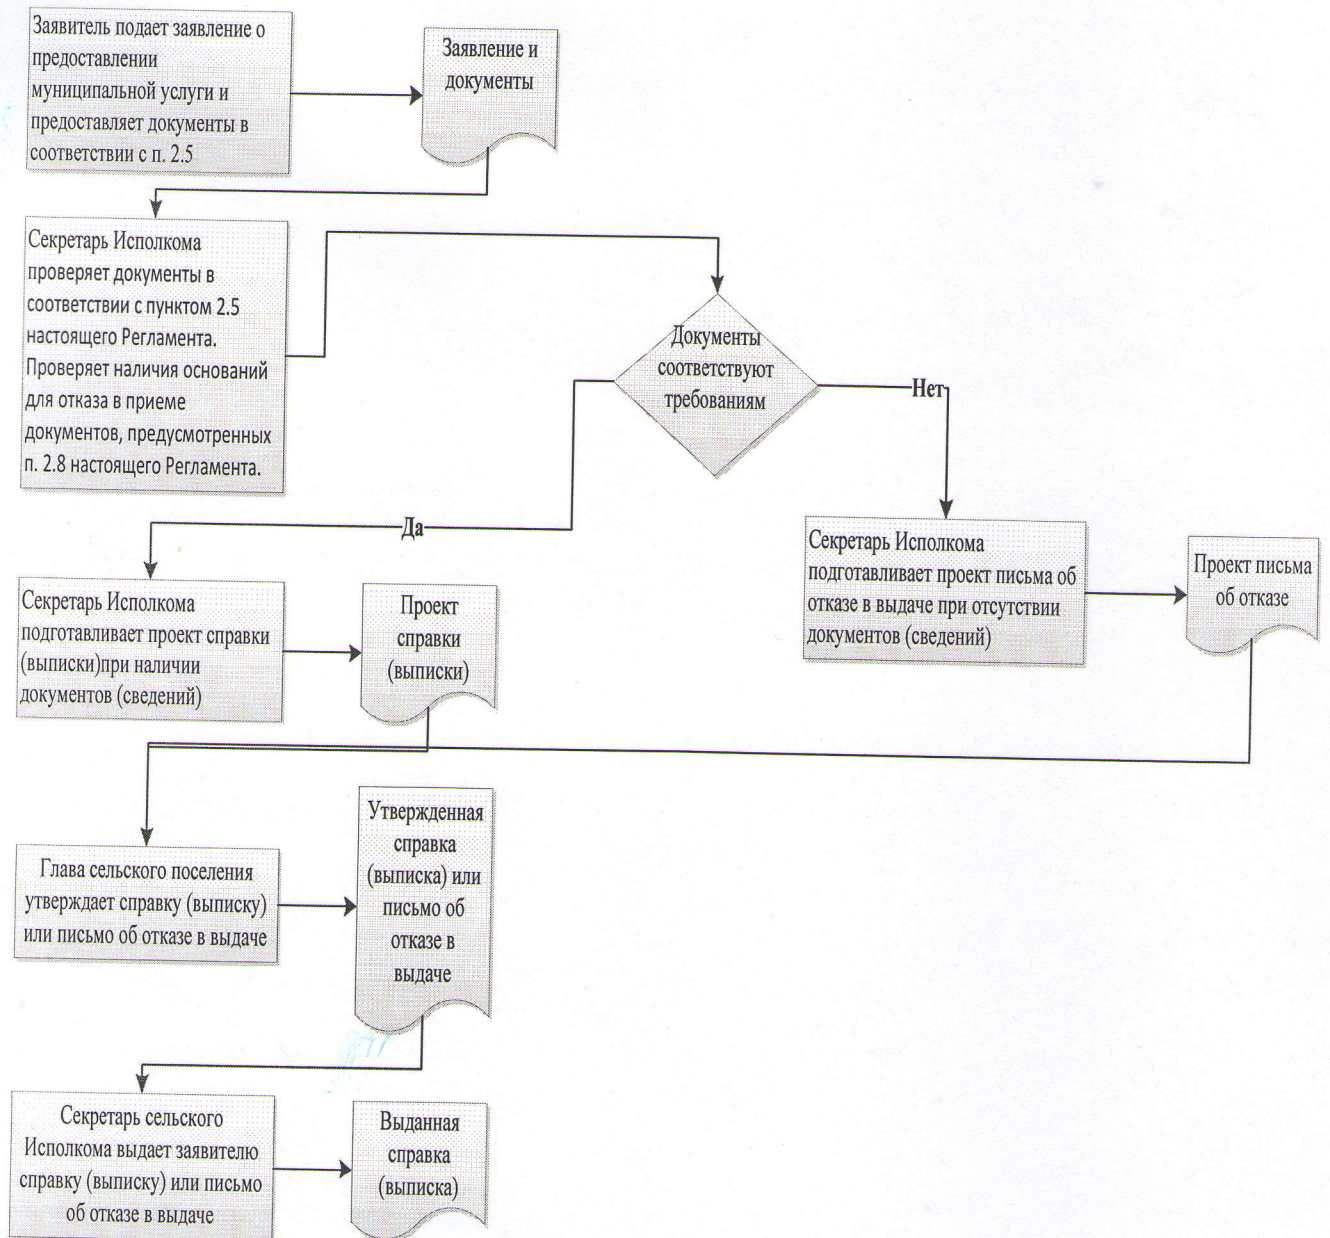 Заявитель подает заявление о
предоставлении
муниципальной услуги и
предоставляет документы в
соответствии с п. 2.5
Заявление и
документы
Секретарь Исполкома
проверяет документы в
соответствии с пунктом 2.5
настоящего Регламента.
Проверяет наличия оснований
для отказа в приеме
документов, предусмотренных
п. 2.8 настоящего Регламента.
Документы
соответствуют
требованиям
Нет
Да
Секретарь Исполкома
подготавливает проект письма об
отказе в выдаче при отсутствии
документов (сведений)
Проект письма
об отказе
Секретарь Исполкома
подготавливает проект справки
(выписки)при наличии
документов (сведений)
Проект
справки
(выписки)
Утвержденная
справка
(выписка) или
письмо об
отказе в
выдаче
Глава сельского поселения
утверждает справку (выписку)
или письмо об отказе в выдаче
Секретарь сельского
Исполкома выдает заявителю
справку (выписку) или письмо
об отказе в выдаче
Выданная
справка
(выписка)